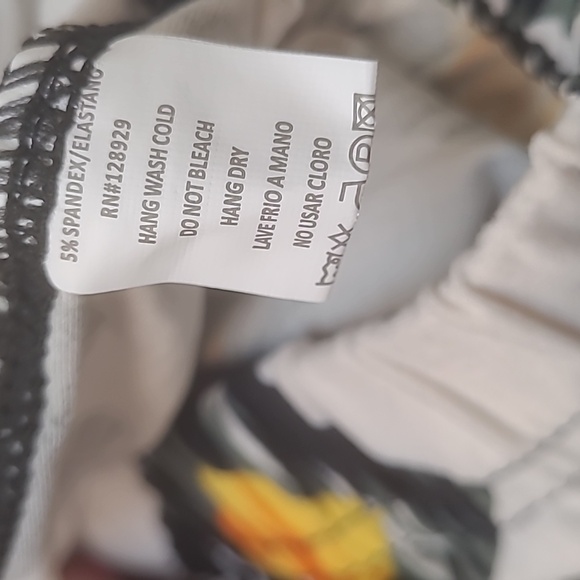 5% SPANDEX/ELASTANO
RN#128929
HANG WASH COLD
DO NOT BLEACH
HANG DRY
LAVE FRIO A MANO
NO USAR CLORO